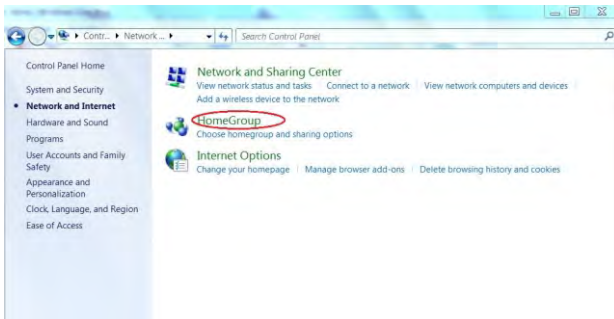 Contr... ▸ Network ... ▸
Search Control Panel
Control Panel Home
System and Security
Network and Internet
Hardware and Sound
Programs
User Accounts and Family
Safety
Appearance and
Personalization
Clock, Language, and Region
Ease of Access
Network and Sharing Center
View network status and tasks Connect to a network View network computers and devices
Add a wireless device to the network
HomeGroup
Choose homegroup and sharing options
Internet Options
Change your homepage Manage browser add-ons Delete browsing history and cookies